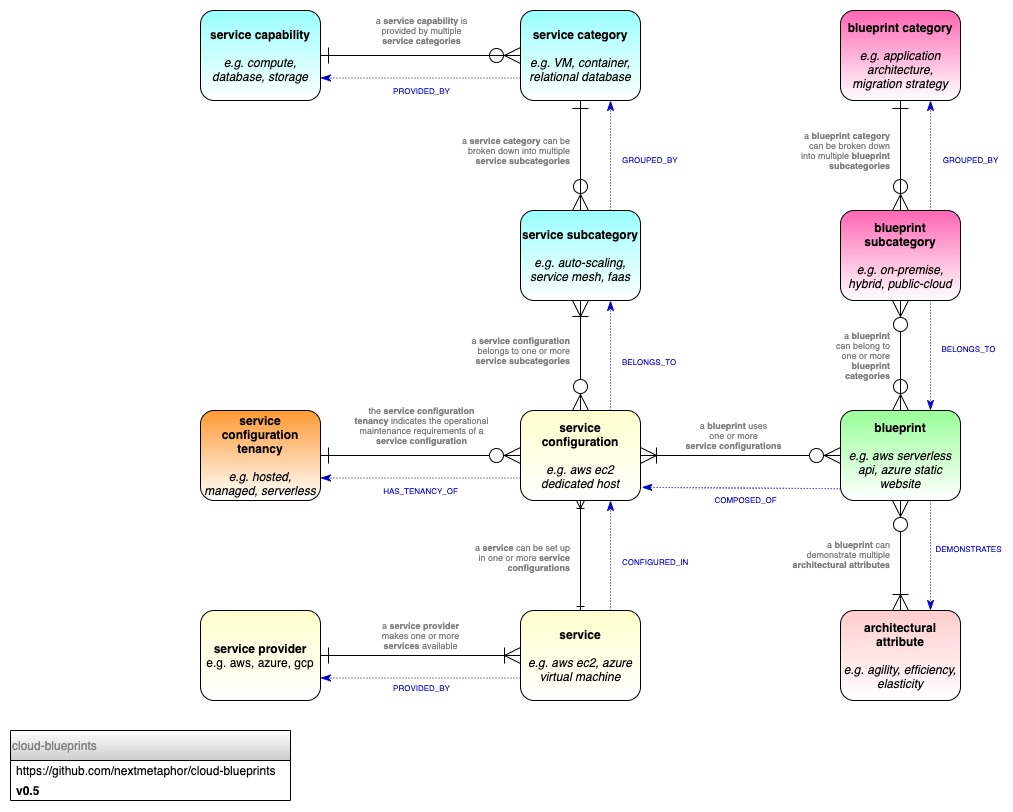 service capability
e.g. compute,
database, storage
a service capability is
provided by multiple
service categories
PROVIDED_BY
service category
e.g. VM, container,
relational database
blueprint category
e.g. application
architecture,
migration strategy
a service category can be
broken down into multiple
service subcategories
GROUPED_BY
a blueprint category
can be broken down
into multiple blueprint
subcategories
GROUPED_BY
service subcategory
e.g. auto-scaling,
service mesh, faas
blueprint
subcategory
e.g. on-premise,
hybrid, public-cloud
a service configuration
belongs to one or more
service subcategories
BELONGS_TO
a blueprint
can belong to
one or more
blueprint
categories
BELONGS_TO
service
configuration
tenancy
e.g. hosted,
managed, serverless
the service configuration
tenancy indicates the operational
maintenance requirements of a
service configuration
HAS_TENANCY_OF
service
configuration
e.g. aws ec2
dedicated host
a blueprint uses
one or more
service configurations
COMPOSED_OF
blueprint
e.g. aws serverless
api, azure static
website
a service can be set up
in one or more service
configurations
CONFIGURED_IN
a blueprint can
demonstrate multiple
architectural attributes
DEMONSTRATES
service provider
e.g. aws, azure, gcp
a service provider
makes one or more
services available
PROVIDED_BY
service
e.g. aws ec2, azure
virtual machine
architectural
attribute
e.g. agility, efficiency,
elasticity
cloud-blueprints
https://github.com/nextmetaphor/cloud-blueprints
v0.5